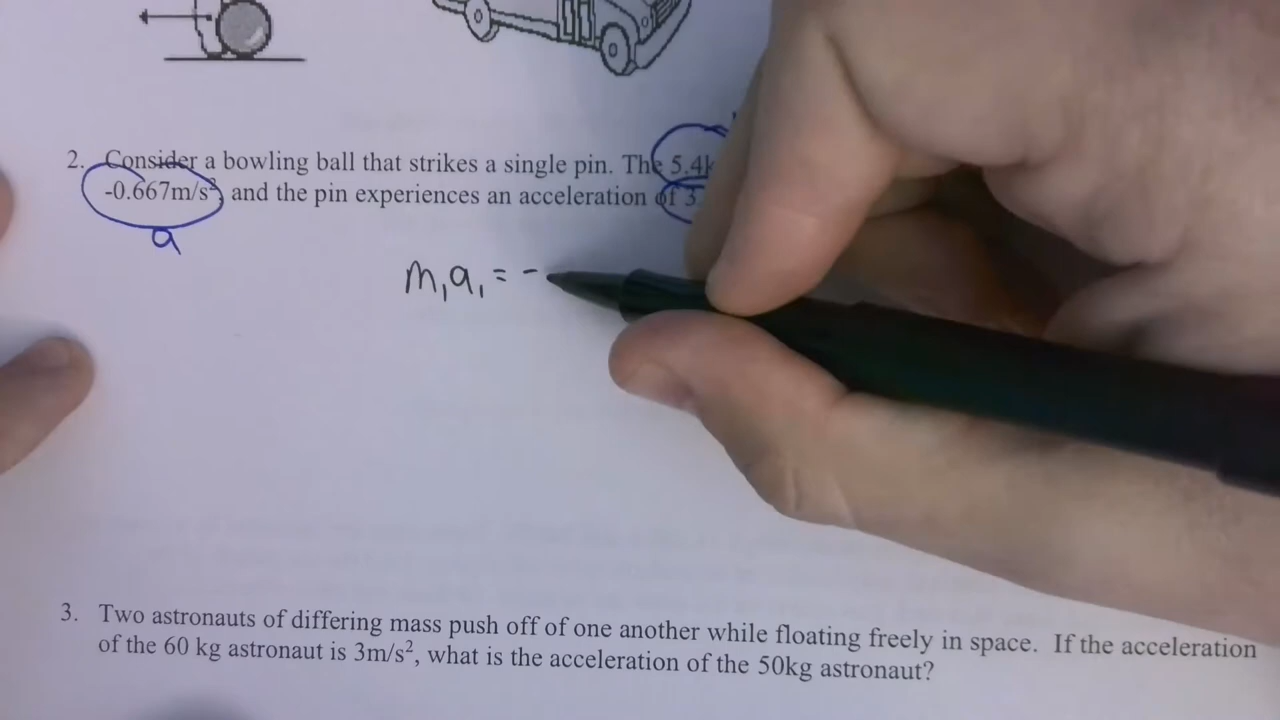 2. Consider a bowling ball that strikes a single pin. The 5.4k
-0.667m/s², and the pin experiences an acceleration of 3
a
m₁a₁ = -
3. Two astronauts of differing mass push off of one another while floating freely in space. If the acceleration
of the 60 kg astronaut is 3m/s², what is the acceleration of the 50kg astronaut?